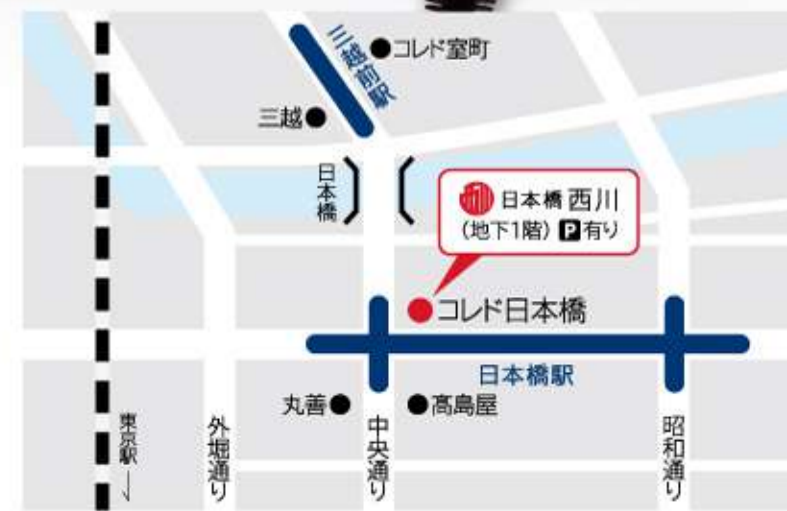 コレド室町
三越前駅
三越
日本橋
日本橋 西川
(地下1階) P有り
コレド日本橋
日本橋駅
丸善
髙島屋
東京駅→
外堀通り
中央通り
昭和通り